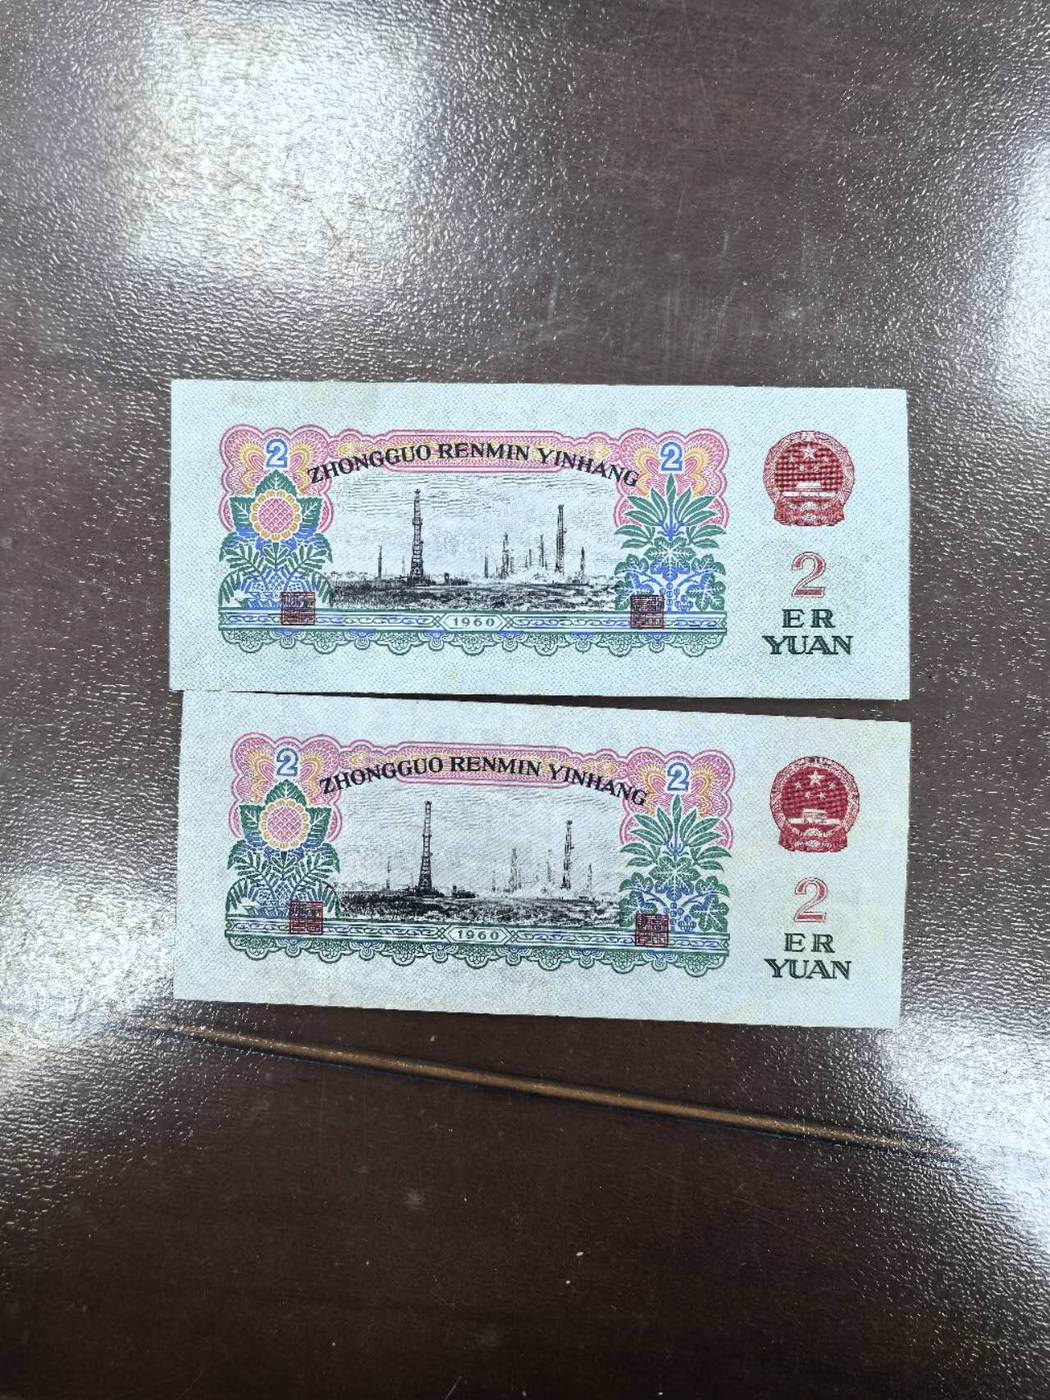 2 ZHONGGUO RENMIN YINHANG 2
2
ER
YUAN
1960
2 ZHONGGUO RENMIN YINHANG 2
2
ER
YUAN
1960